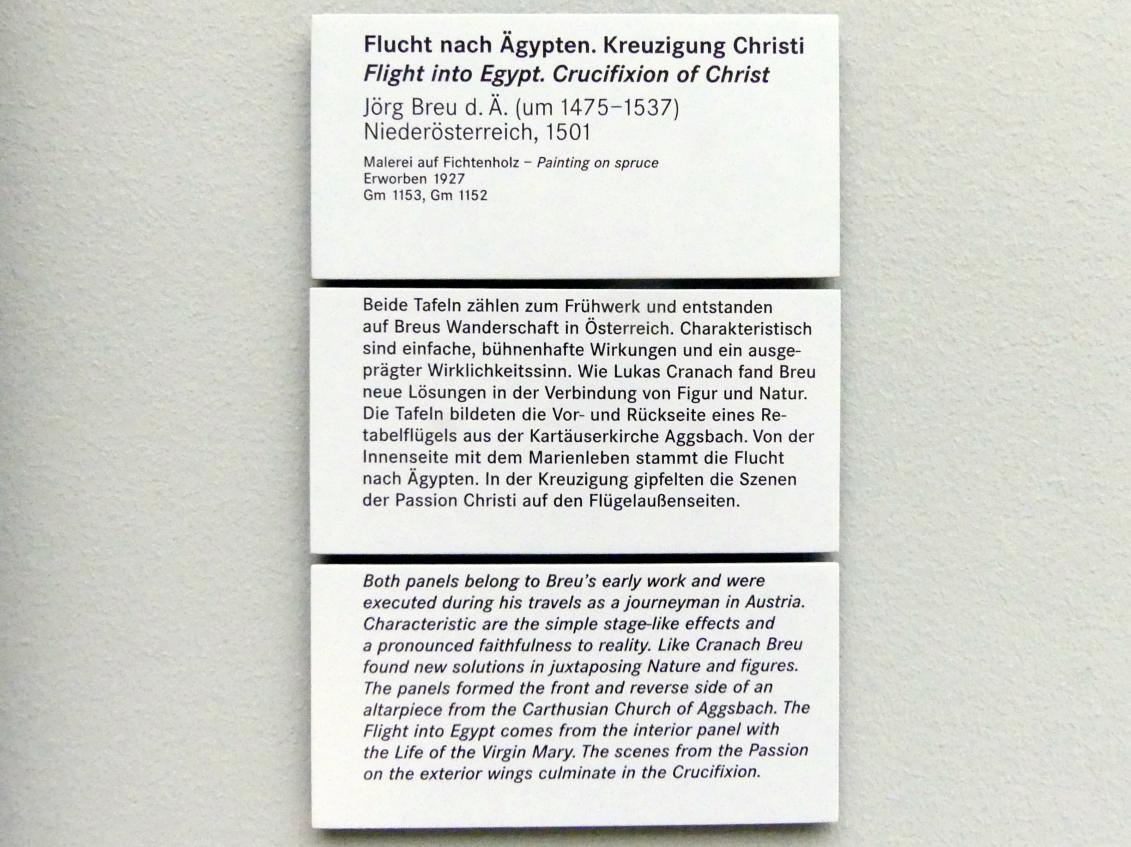 Flucht nach Ägypten. Kreuzigung Christi
Flight into Egypt. Crucifixion of Christ
Jörg Breu d. Ä. (um 1475–1537)
Niederösterreich, 1501
Malerei auf Fichtenholz – Painting on spruce
Erworben 1927
Gm 1153, Gm 1152
Beide Tafeln zählen zum Frühwerk und entstanden
auf Breus Wanderschaft in Österreich. Charakteristisch
sind einfache, bühnenhafte Wirkungen und ein ausge-
prägter Wirklichkeitssinn. Wie Lukas Cranach fand Breu
neue Lösungen in der Verbindung von Figur und Natur.
Die Tafeln bildeten die Vor- und Rückseite eines Re-
tabelflügels aus der Kartäuserkirche Aggsbach. Von der
Innenseite mit dem Marienleben stammt die Flucht
nach Ägypten. In der Kreuzigung gipfelten die Szenen
der Passion Christi auf den Flügelaußenseiten.
Both panels belong to Breu's early work and were
executed during his travels as a journeyman in Austria.
Characteristic are the simple stage-like effects and
a pronounced faithfulness to reality. Like Cranach Breu
found new solutions in juxtaposing Nature and figures.
The panels formed the front and reverse side of an
altarpiece from the Carthusian Church of Aggsbach. The
Flight into Egypt comes from the interior panel with
the Life of the Virgin Mary. The scenes from the Passion
on the exterior wings culminate in the Crucifixion.